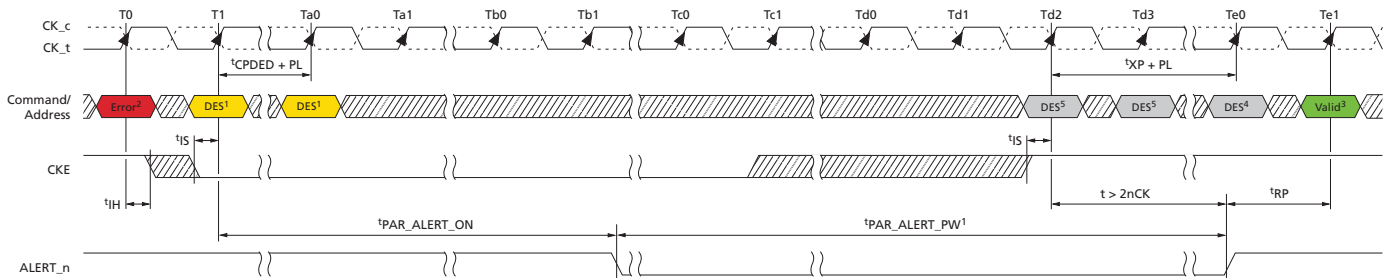 T0 T1 Ta0 Ta1 Tb0 Tb1 Tc0 Tc1 Td0 Td1 Td2 Td3 Te0 Te1
CK_c
CK_t
tCPDED + PL tXP + PL
Command/
Address
Error2 DES1 DES1 DES5 DES5 DES4 Valid3
tIS tIS
CKE
tIH t > 2nCK tRP
tPAR_ALERT_ON tPAR_ALERT_PW1
ALERT_n